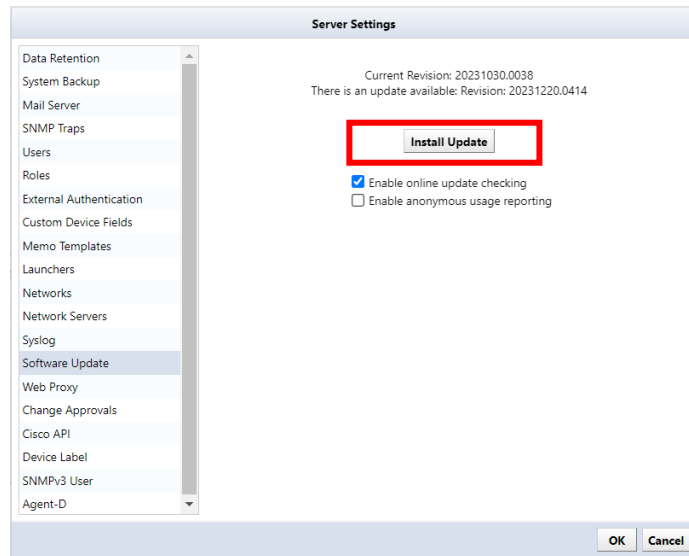 Server Settings
Data Retention
System Backup
Mail Server
SNMP Traps
Users
Roles
External Authentication
Custom Device Fields
Memo Templates
Launchers
Networks
Network Servers
Syslog
Software Update
Web Proxy
Change Approvals
Cisco API
Device Label
SNMPv3 User
Agent-D
Current Revision: 20231030.0038
There is an update available: Revision: 20231220.0414
Install Update
Enable online update checking
Enable anonymous usage reporting
OK Cancel